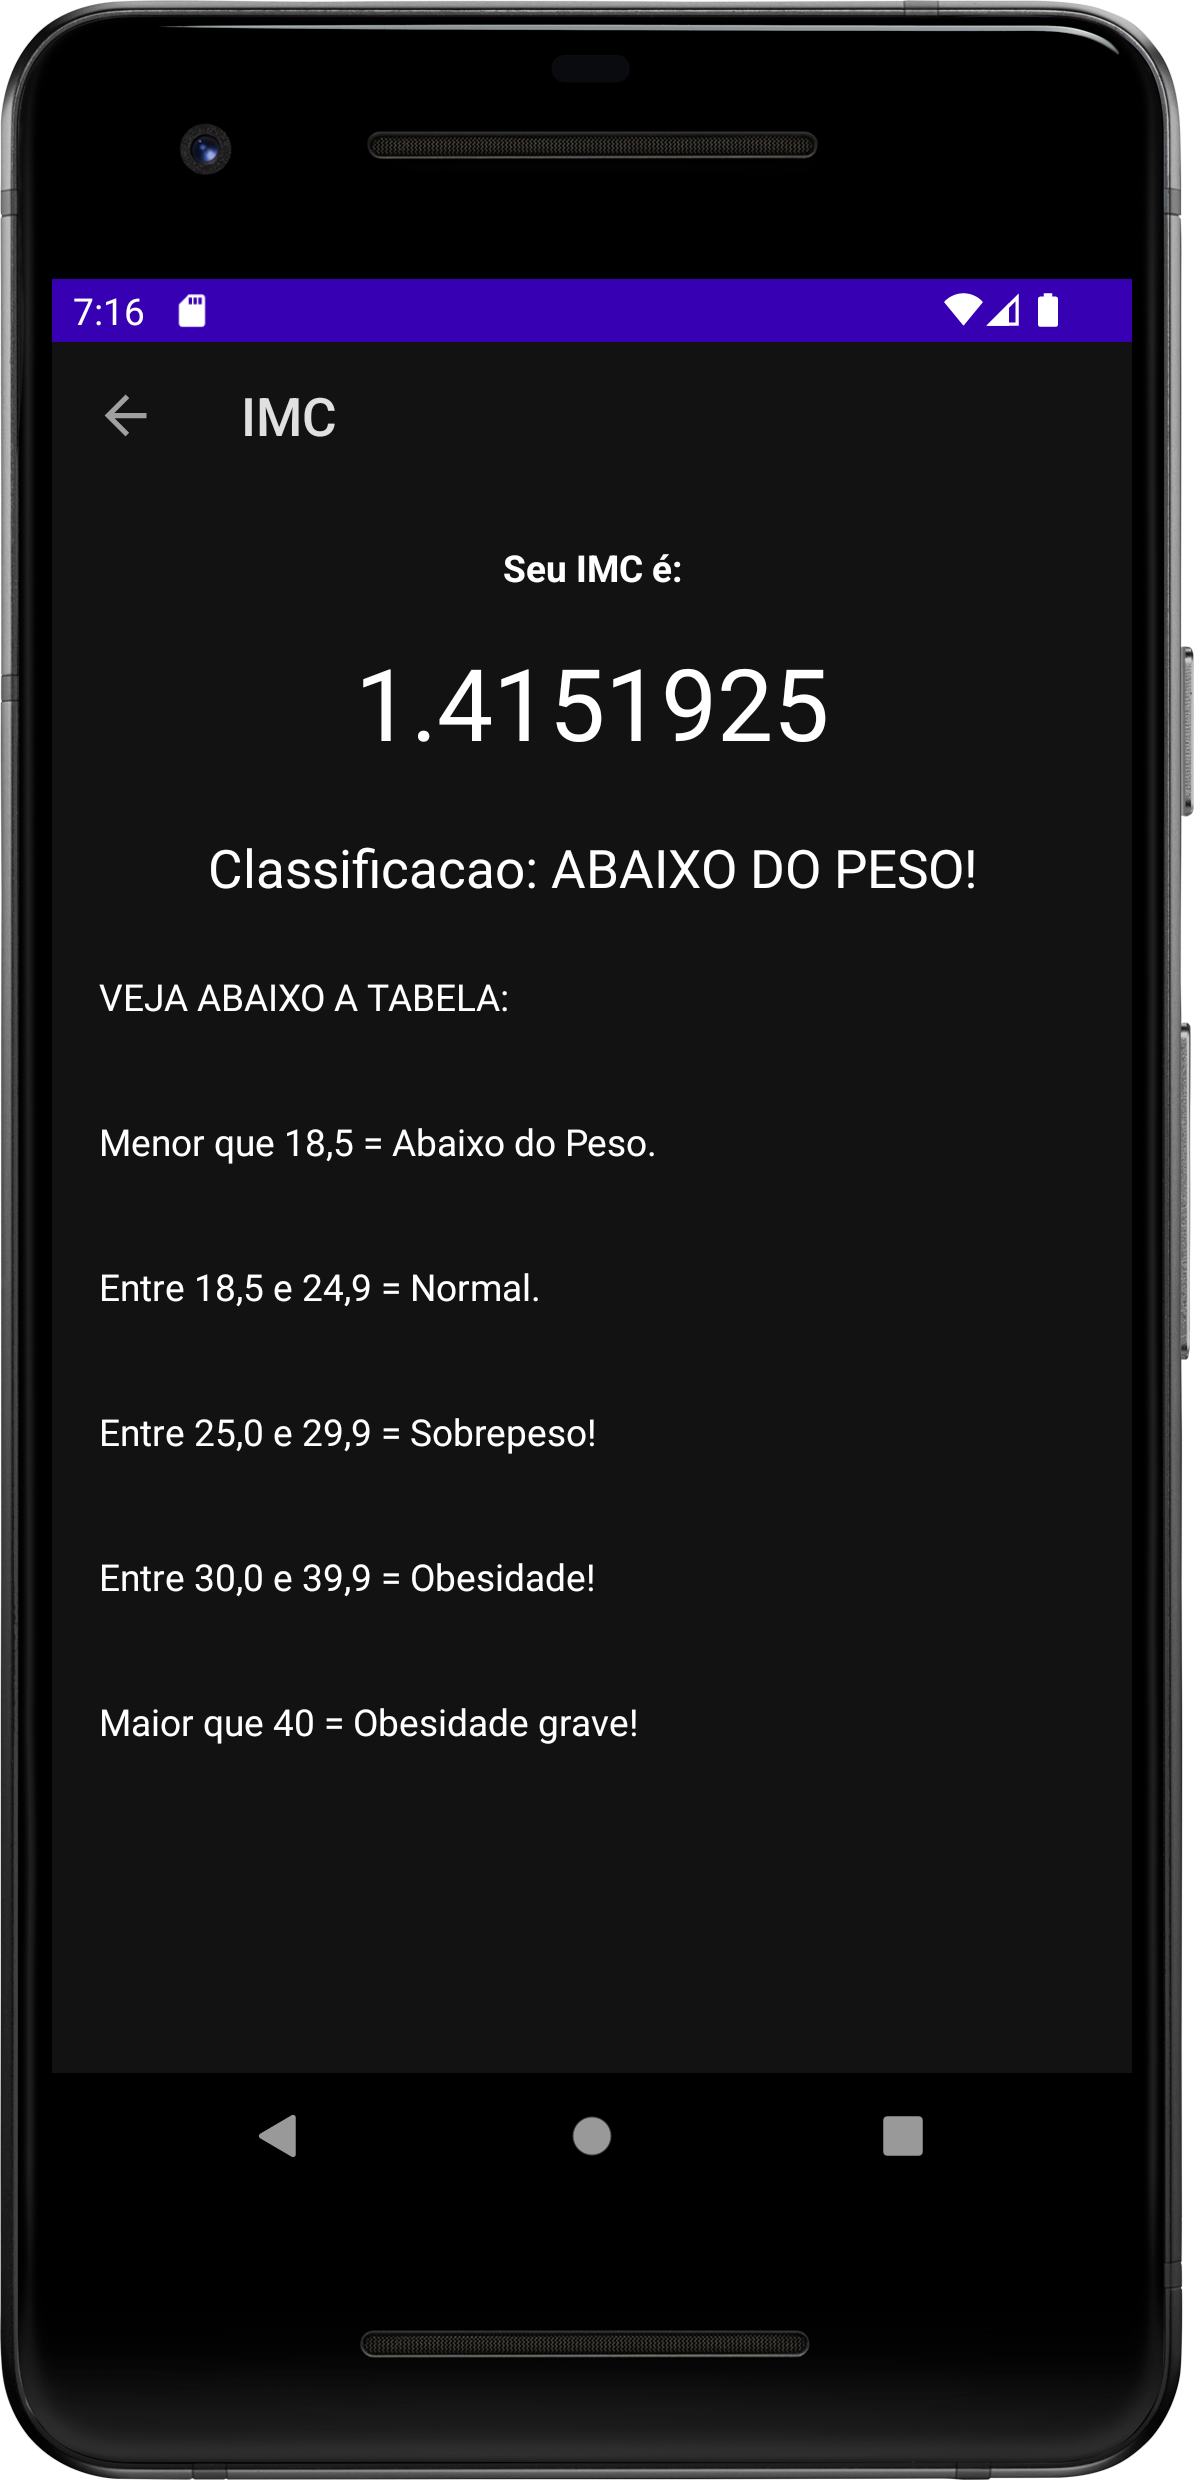 7:16
IMC
Seu IMC é:
1.4151925
Classificacao: ABAIXO DO PESO!
VEJA ABAIXO A TABELA:
Menor que 18,5 = Abaixo do Peso.
Entre 18,5 e 24,9 = Normal.
Entre 25,0 e 29,9 = Sobrepeso!
Entre 30,0 e 39,9 = Obesidade!
Maior que 40 = Obesidade grave!